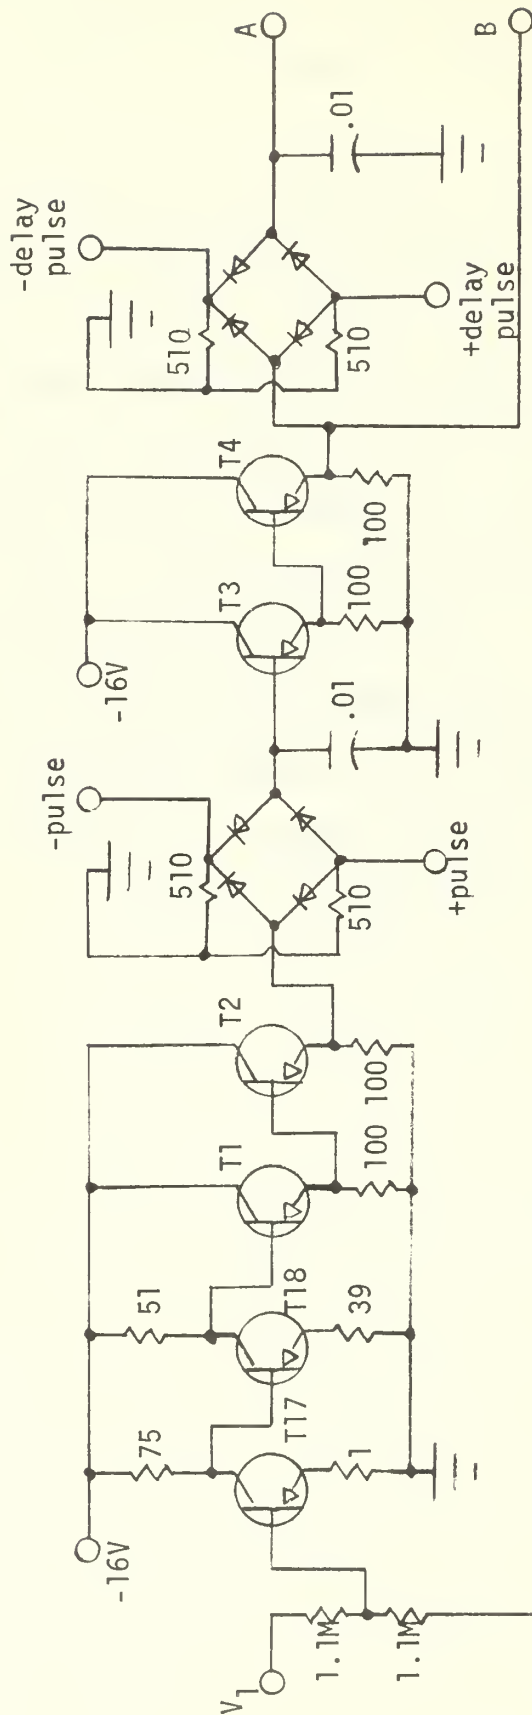 V1
1.1M
1.1M
-16V
75
T17
1
51
T18
39
T1
100
T2
100
-pulse
510
510
+pulse
.01
-16V
T3
100
T4
100
-delay
pulse
510
510
+delay
pulse
.01
A
B